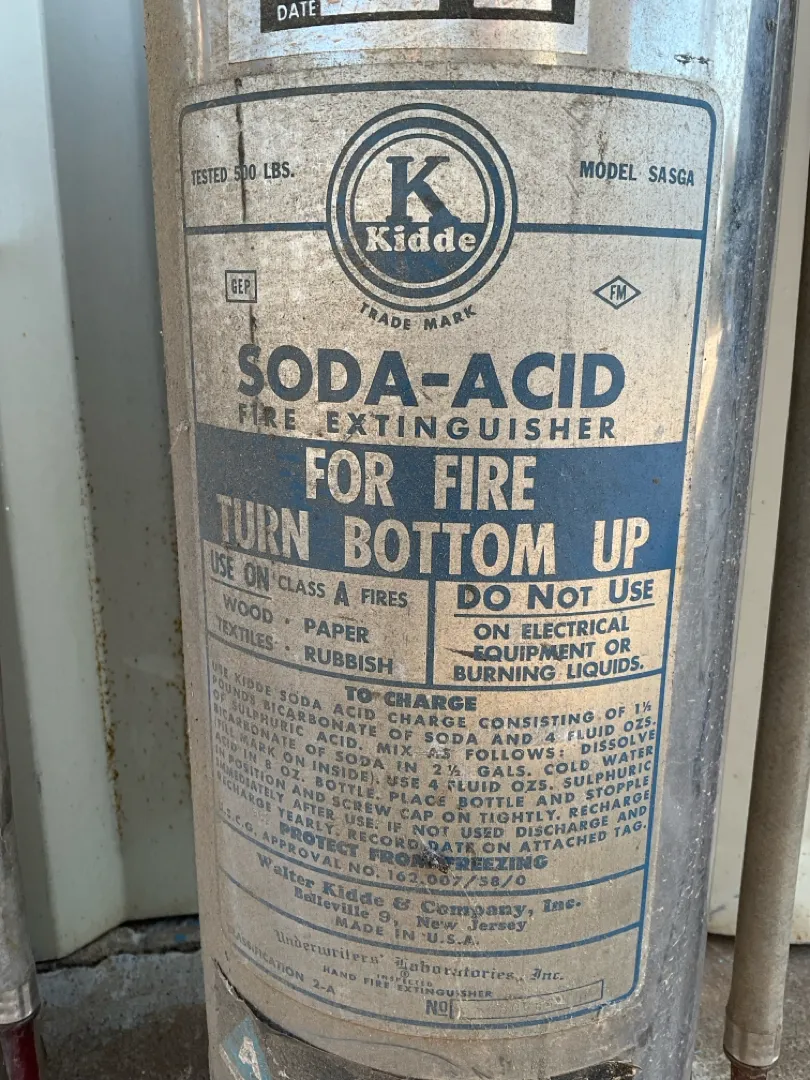 DATE
TESTED 500 LBS.
MODEL SASGA
K
Kidde
TRADE MARK
GEP
FM
SODA-ACID
FIRE EXTINGUISHER
FOR FIRE
TURN BOTTOM UP
USE ON CLASS A FIRES
WOOD · PAPER
TEXTILES · RUBBISH
DO NOT USE
ON ELECTRICAL
EQUIPMENT OR
BURNING LIQUIDS.
TO CHARGE
USE KIDDE SODA ACID CHARGE CONSISTING OF 1½
POUNDS BICARBONATE OF SODA AND 4 FLUID OZS.
OF SULPHURIC ACID. MIX AS FOLLOWS: DISSOLVE
BICARBONATE OF SODA IN 2½ GALS. COLD WATER
(FILL MARK ON INSIDE). USE 4 FLUID OZS. SULPHURIC
ACID IN 8 OZ. BOTTLE. PLACE BOTTLE AND STOPPLE
IN POSITION AND SCREW CAP ON TIGHTLY. RECHARGE
IMMEDIATELY AFTER USE. IF NOT USED DISCHARGE AND
RECHARGE YEARLY. RECORD DATE ON ATTACHED TAG.
PROTECT FROM FREEZING
U.S.C.G. APPROVAL NO. 162.007/58/0
Walter Kidde & Company, Inc.
Belleville 9, New Jersey
MADE IN U.S.A.
Underwriters' Laboratories, Inc.
INSPECTED
HAND FIRE EXTINGUISHER
CLASSIFICATION 2-A
No
A